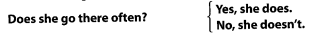 Does she go there often?
Yes, she does.
No, she doesn't.